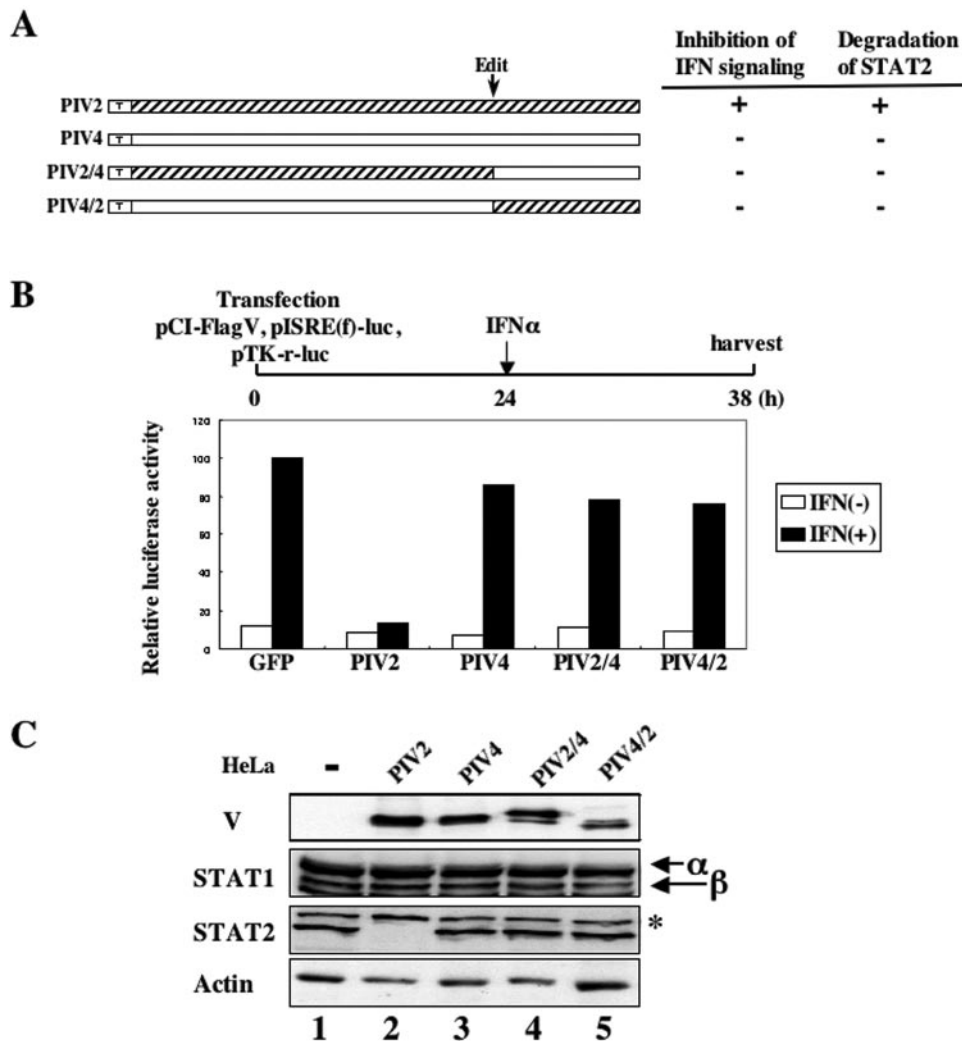 A
Inhibition of
IFN signaling
Degradation
of STAT2
Edit
PIV2 T + +
PIV4 T - -
PIV2/4 T - -
PIV4/2 T - -
B
Transfection
pCI-FlagV, pISRE(f)-luc,
pTK-r-luc
IFNα
harvest
0 24 38 (h)
Relative luciferase activity
120
100
80
60
40
20
0
GFP PIV2 PIV4 PIV2/4 PIV4/2
IFN(-)
IFN(+)
C
HeLa - PIV2 PIV4 PIV2/4 PIV4/2
V
STAT1 α
β
STAT2 *
Actin
1 2 3 4 5